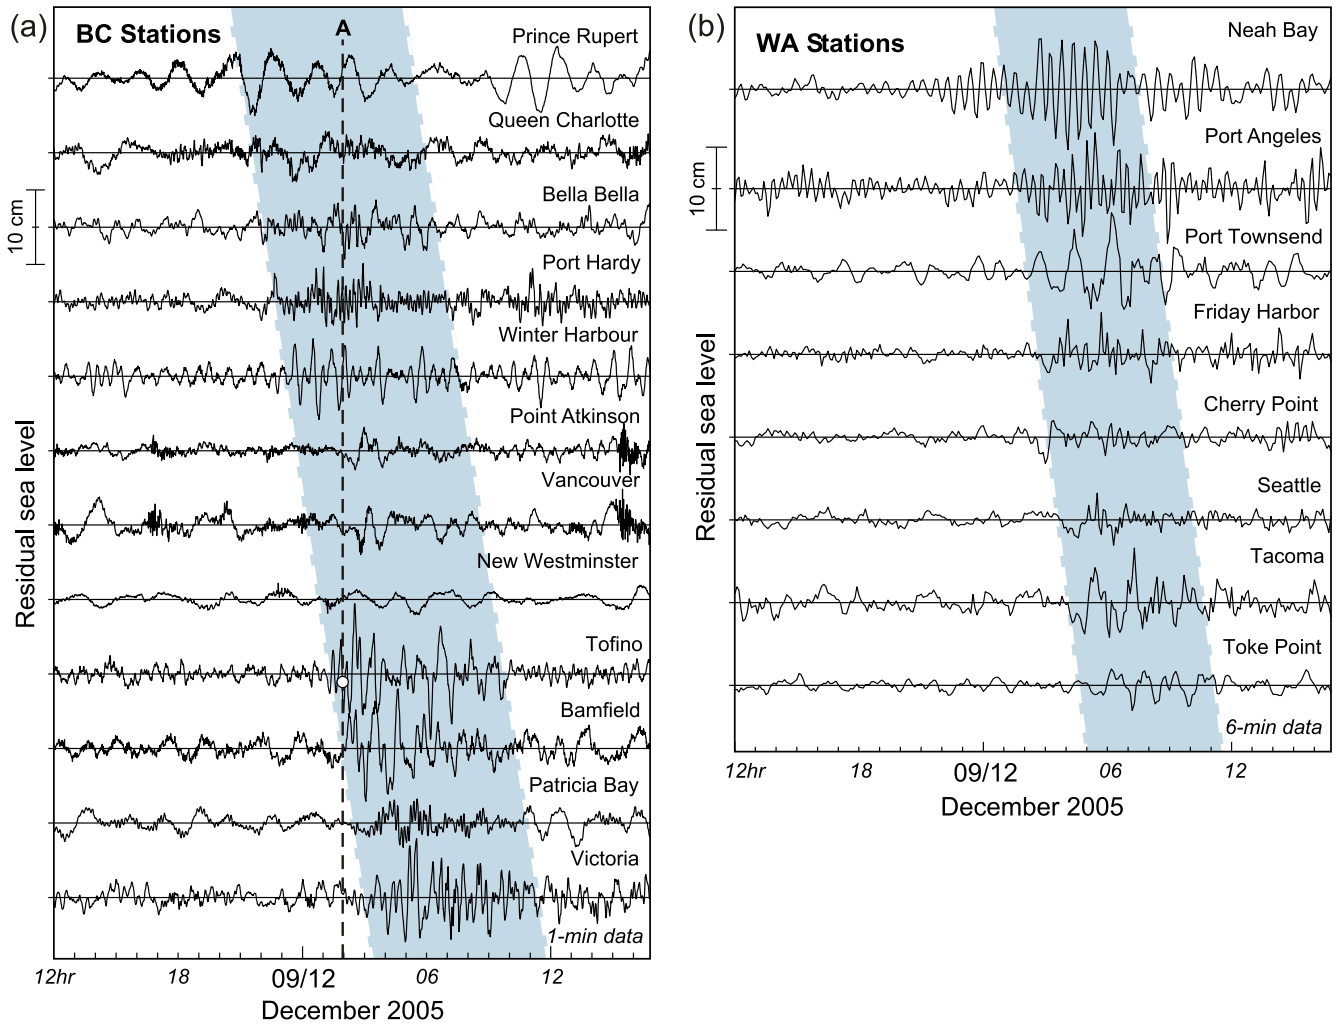 (a)
BC Stations
A
Prince Rupert
Queen Charlotte
Bella Bella
10 cm
Port Hardy
Winter Harbour
Point Atkinson
Residual sea level
Vancouver
New Westminster
Tofino
Bamfield
Patricia Bay
Victoria
1-min data
12hr 18 09/12 06 12
December 2005
(b)
WA Stations
Neah Bay
Port Angeles
10 cm
Port Townsend
Friday Harbor
Residual sea level
Cherry Point
Seattle
Tacoma
Toke Point
6-min data
12hr 18 09/12 06 12
December 2005